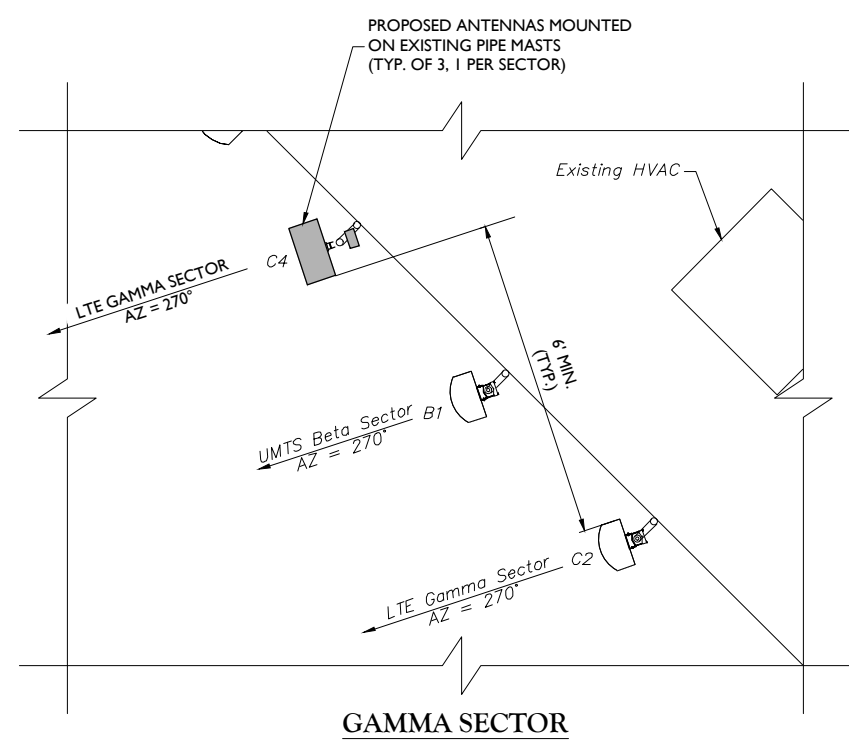 PROPOSED ANTENNAS MOUNTED
ON EXISTING PIPE MASTS
(TYP. OF 3, 1 PER SECTOR)
Existing HVAC
C4
LTE GAMMA SECTOR
AZ = 270°
6' MIN.
(TYP.)
B1
UMTS Beta Sector
AZ = 270°
C2
LTE Gamma Sector
AZ = 270°
GAMMA SECTOR